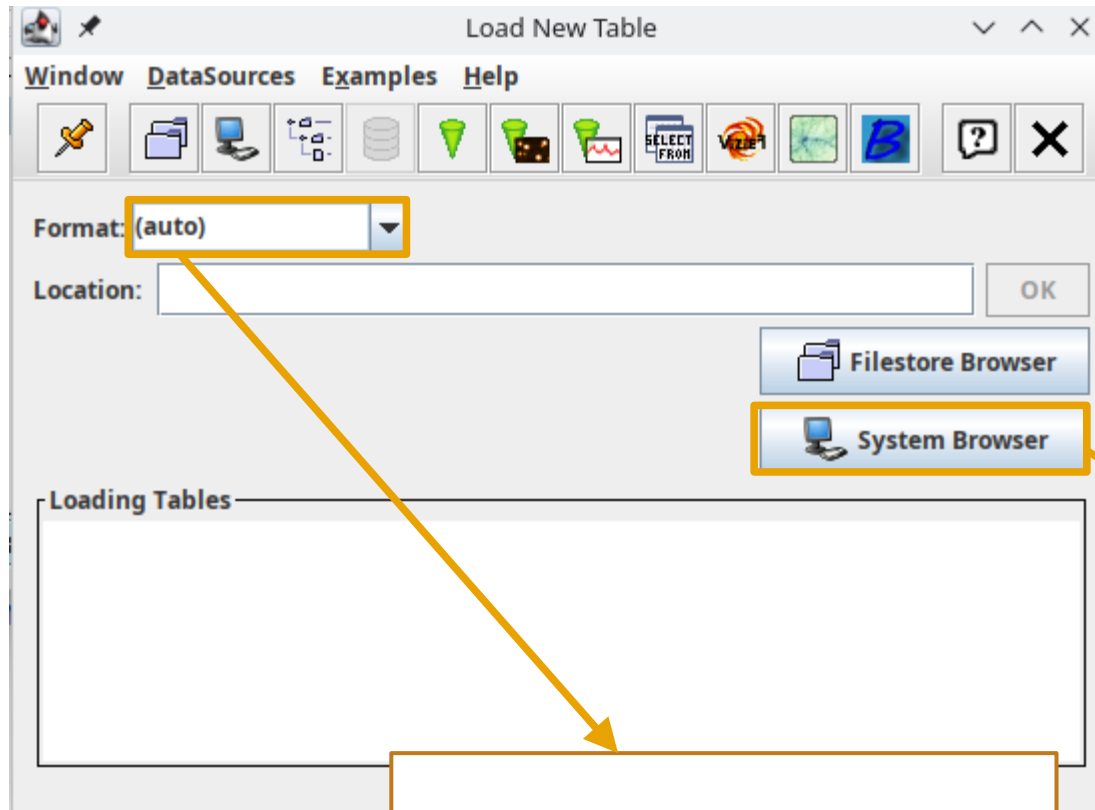 Load New Table
Window DataSources Examples Help
SELECT FROM VizieR B ?
Format: (auto)
Location: OK
Filestore Browser
System Browser
Loading Tables